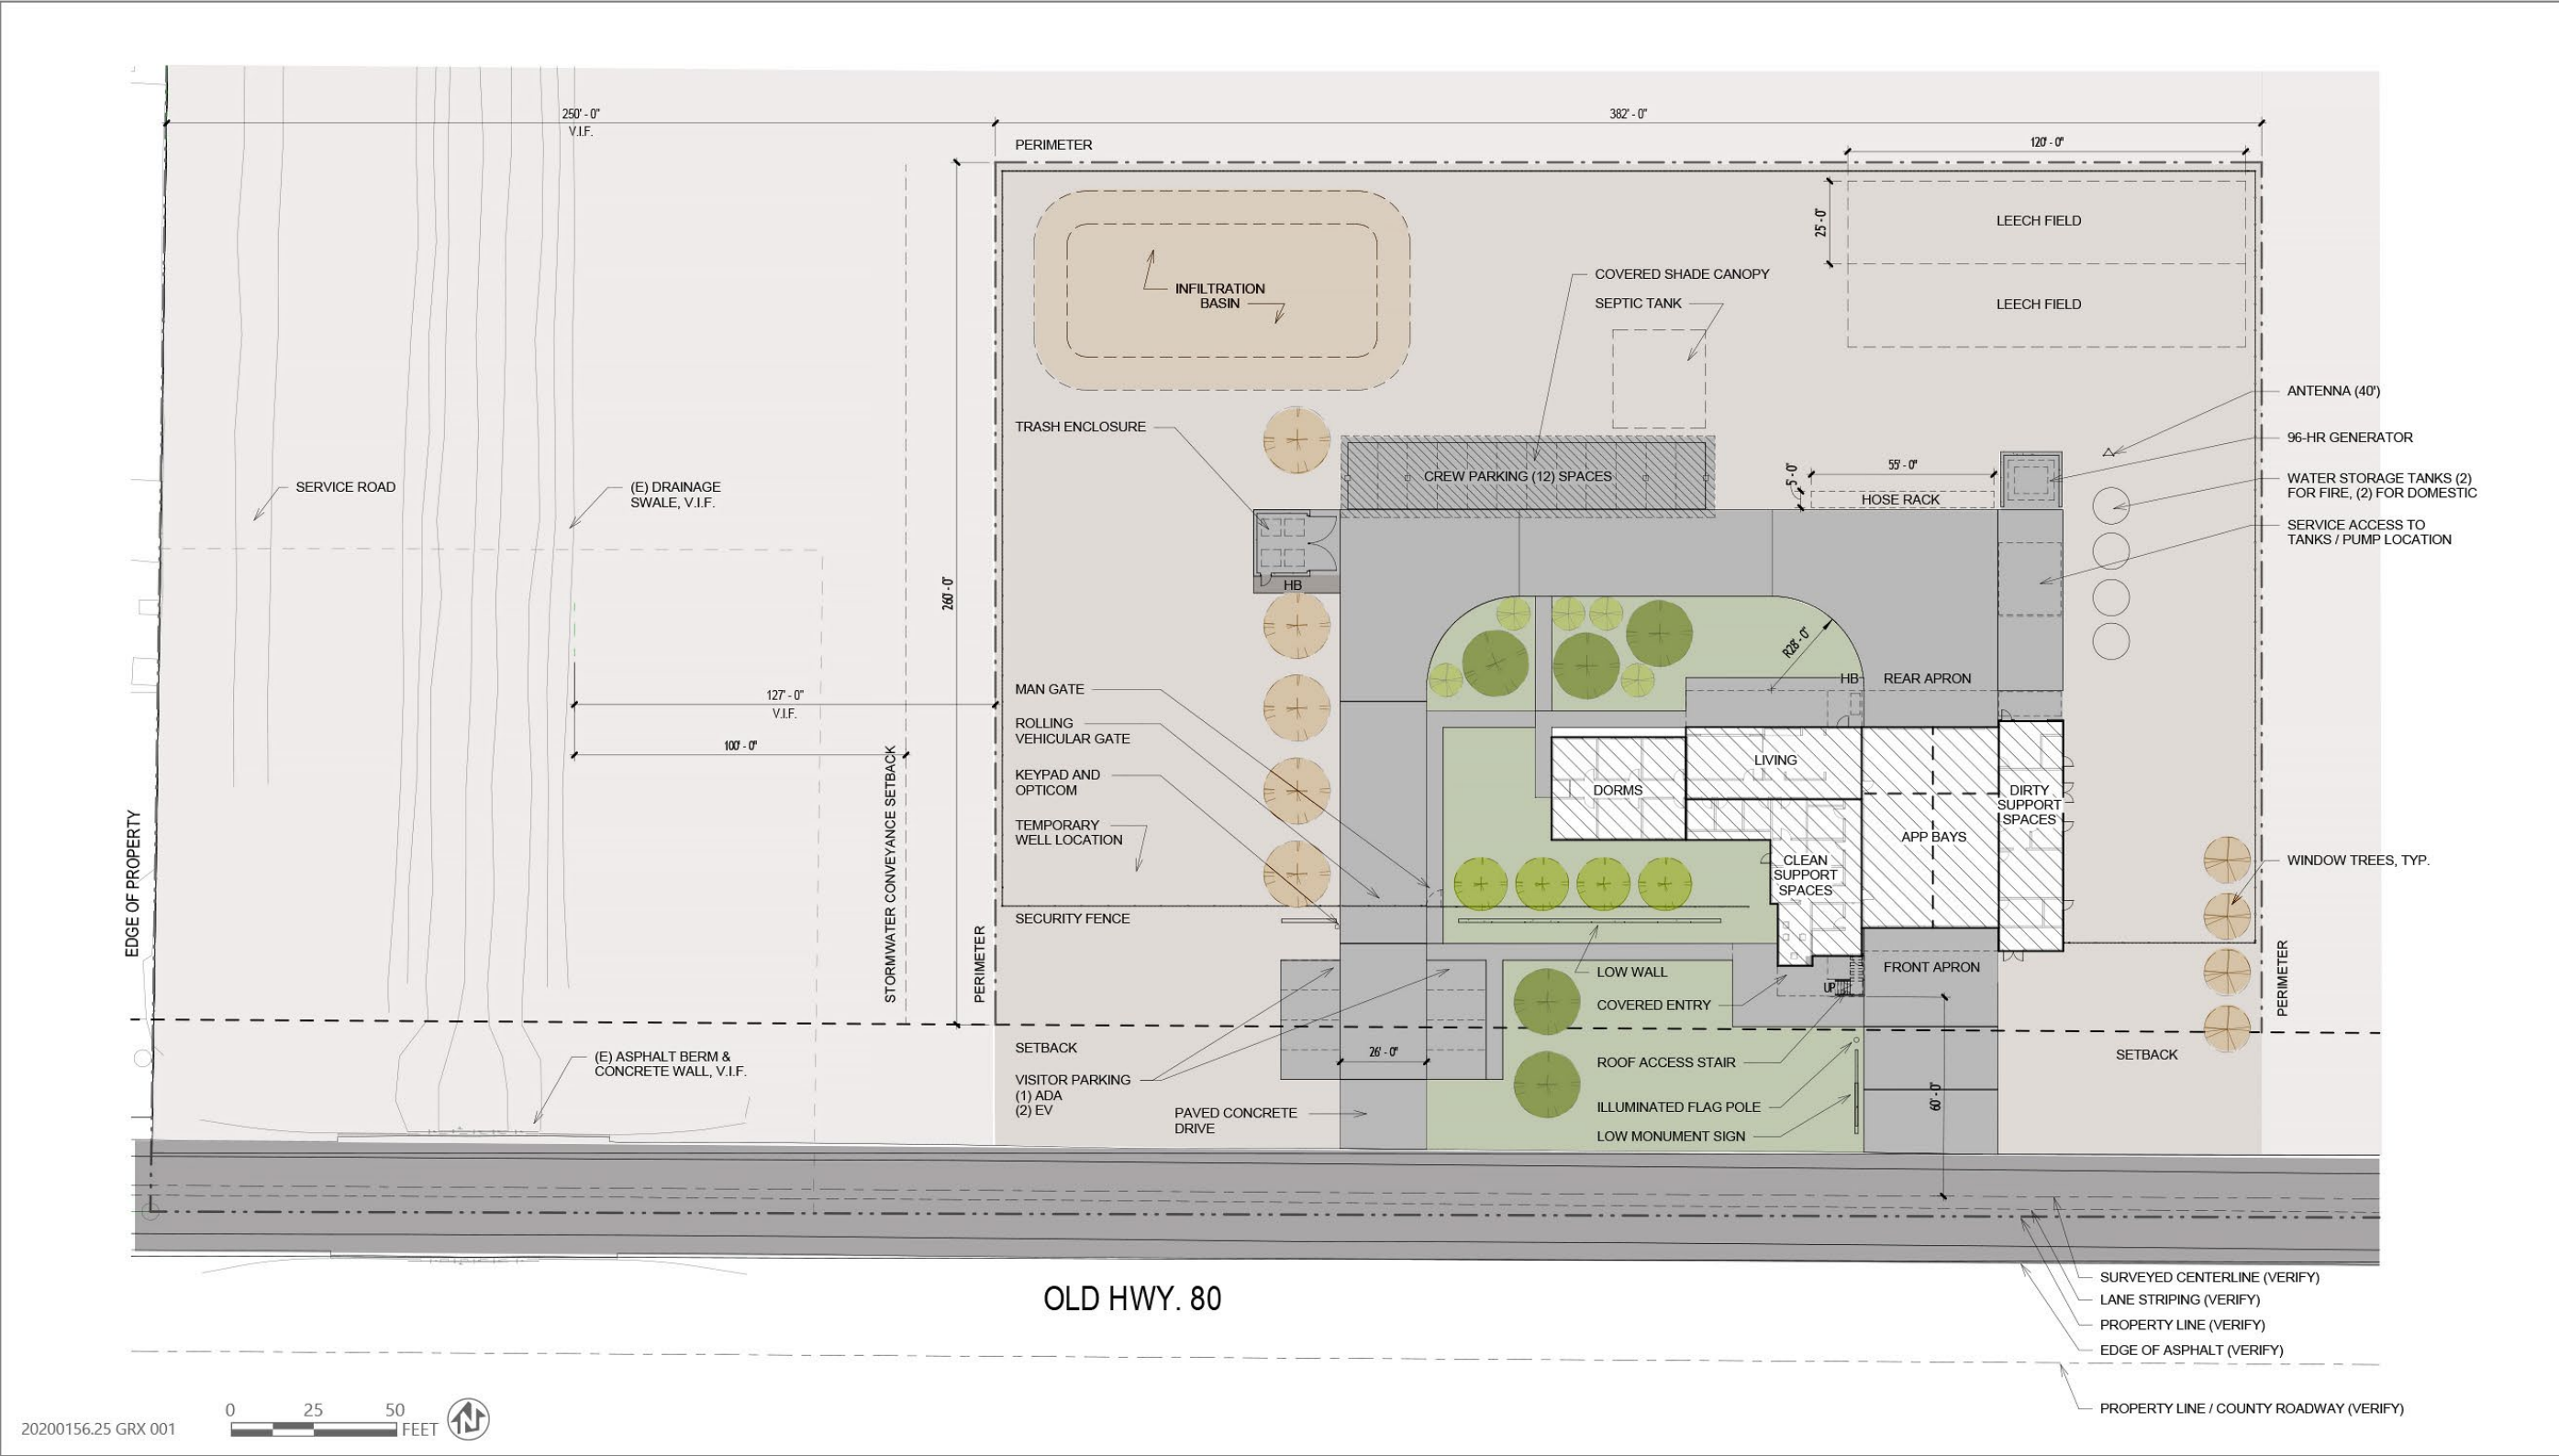 250' - 0"
V.I.F.
382' - 0"
PERIMETER
120' - 0"
25' - 0"
LEECH FIELD
LEECH FIELD
INFILTRATION
BASIN
COVERED SHADE CANOPY
SEPTIC TANK
ANTENNA (40')
TRASH ENCLOSURE
96-HR GENERATOR
CREW PARKING (12) SPACES
5' - 0"
55' - 0"
HOSE RACK
WATER STORAGE TANKS (2)
FOR FIRE, (2) FOR DOMESTIC
SERVICE ROAD
(E) DRAINAGE
SWALE, V.I.F.
SERVICE ACCESS TO
TANKS / PUMP LOCATION
HB
260' - 0"
R28' - 0"
127' - 0"
V.I.F.
MAN GATE
HB
REAR APRON
ROLLING
VEHICULAR GATE
100' - 0"
KEYPAD AND
OPTICOM
LIVING
DORMS
DIRTY
SUPPORT
SPACES
TEMPORARY
WELL LOCATION
APP BAYS
CLEAN
SUPPORT
SPACES
WINDOW TREES, TYP.
EDGE OF PROPERTY
STORMWATER CONVEYANCE SETBACK
PERIMETER
SECURITY FENCE
LOW WALL
FRONT APRON
UP
COVERED ENTRY
PERIMETER
SETBACK
26' - 0"
SETBACK
(E) ASPHALT BERM &
CONCRETE WALL, V.I.F.
ROOF ACCESS STAIR
VISITOR PARKING
(1) ADA
(2) EV
60' - 0"
ILLUMINATED FLAG POLE
PAVED CONCRETE
DRIVE
LOW MONUMENT SIGN
OLD HWY. 80
SURVEYED CENTERLINE (VERIFY)
LANE STRIPING (VERIFY)
PROPERTY LINE (VERIFY)
EDGE OF ASPHALT (VERIFY)
PROPERTY LINE / COUNTY ROADWAY (VERIFY)
20200156.25 GRX 001
0 25 50
FEET
N